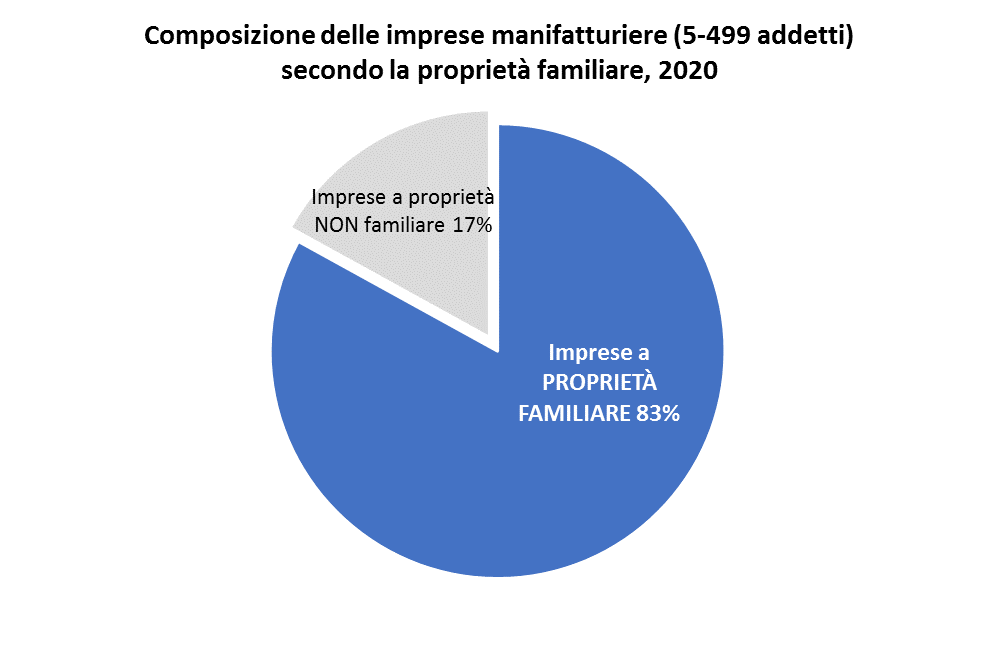 Composizione delle imprese manifatturiere (5-499 addetti)
secondo la proprietà familiare, 2020
Imprese a proprietà
NON familiare 17%
Imprese a
PROPRIETÀ
FAMILIARE 83%